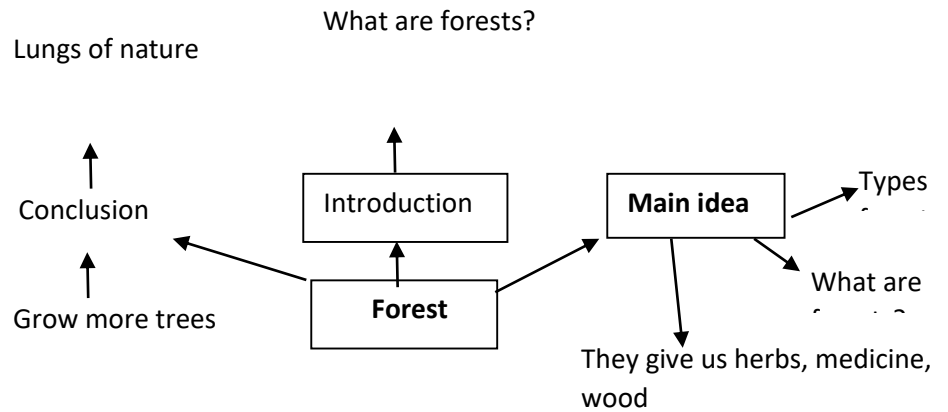 What are forests?
Lungs of nature
Types
Conclusion
Introduction
Main idea
What are
Forest
Grow more trees
They give us herbs, medicine,
wood